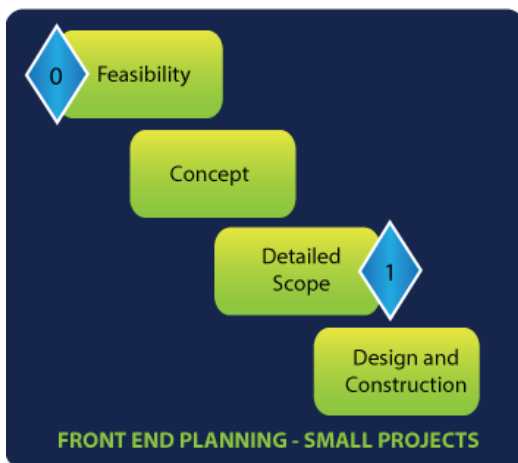 0
Feasibility
Concept
Detailed
Scope
1
Design and
Construction
FRONT END PLANNING - SMALL PROJECTS